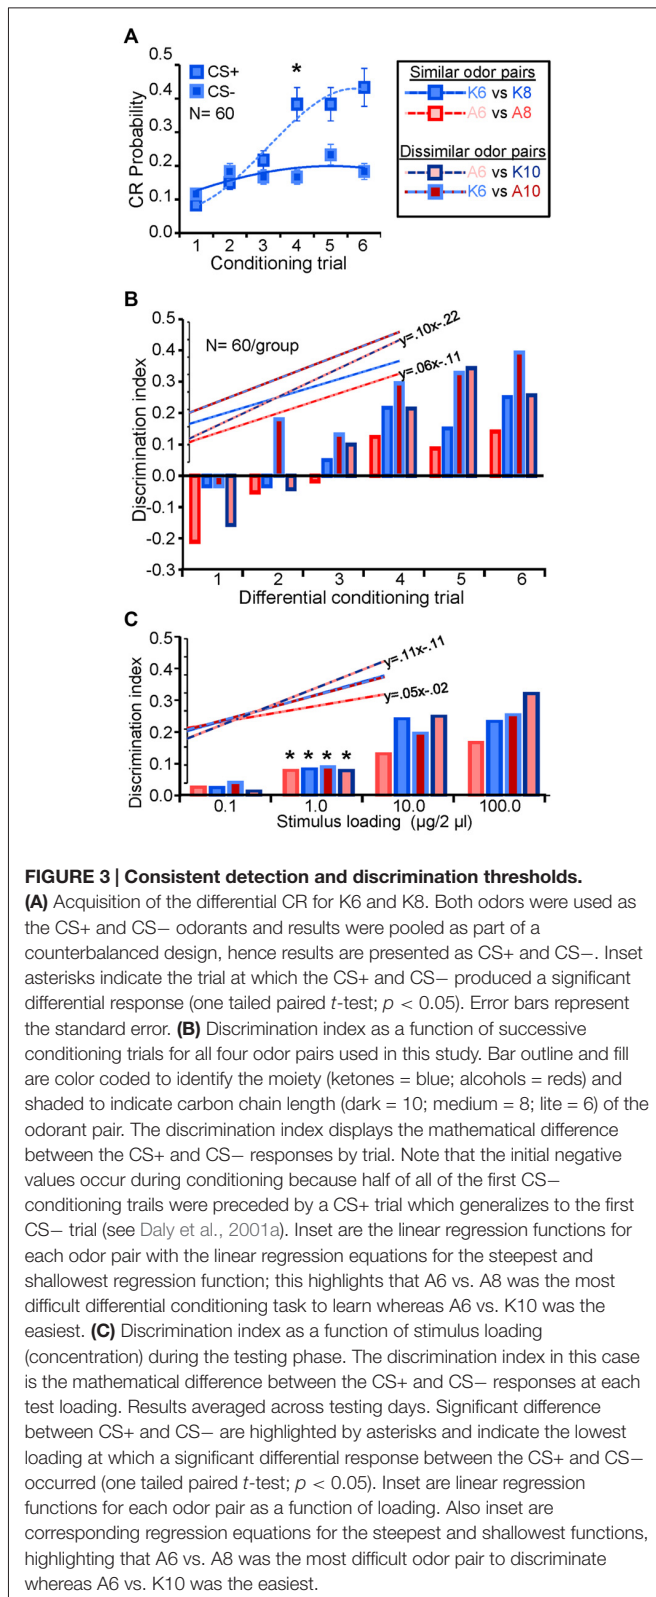 A
0.5
0.4
0.3
0.2
0.1
0.0
CR Probability
CS+
CS-
N= 60
*
1 2 3 4 5 6
Conditioning trial
Similar odor pairs
K6 vs K8
A6 vs A8
Dissimilar odor pairs
A6 vs K10
K6 vs A10
B
0.5
0.4
0.3
0.2
0.1
0.0
-0.1
-0.2
-0.3
Discrimination index
N= 60/group
y=.10x-.22
y=.06x-.11
1 2 3 4 5 6
Differential conditioning trial
C
0.5
0.4
0.3
0.2
0.1
0.0
Discrimination index
y=.11x-.11
y=.05x-.02
* * * *
0.1 1.0 10.0 100.0
Stimulus loading (µg/2 µl)
FIGURE 3 | Consistent detection and discrimination thresholds.
(A) Acquisition of the differential CR for K6 and K8. Both odors were used as
the CS+ and CS− odorants and results were pooled as part of a
counterbalanced design, hence results are presented as CS+ and CS−. Inset
asterisks indicate the trial at which the CS+ and CS− produced a significant
differential response (one tailed paired t-test; p < 0.05). Error bars represent
the standard error. (B) Discrimination index as a function of successive
conditioning trials for all four odor pairs used in this study. Bar outline and fill
are color coded to identify the moiety (ketones = blue; alcohols = reds) and
shaded to indicate carbon chain length (dark = 10; medium = 8; lite = 6) of the
odorant pair. The discrimination index displays the mathematical difference
between the CS+ and CS− responses by trial. Note that the initial negative
values occur during conditioning because half of all of the first CS−
conditioning trails were preceded by a CS+ trial which generalizes to the first
CS− trial (see Daly et al., 2001a). Inset are the linear regression functions for
each odor pair with the linear regression equations for the steepest and
shallowest regression function; this highlights that A6 vs. A8 was the most
difficult differential conditioning task to learn whereas A6 vs. K10 was the
easiest. (C) Discrimination index as a function of stimulus loading
(concentration) during the testing phase. The discrimination index in this case
is the mathematical difference between the CS+ and CS− responses at each
test loading. Results averaged across testing days. Significant difference
between CS+ and CS− are highlighted by asterisks and indicate the lowest
loading at which a significant differential response between the CS+ and CS−
occurred (one tailed paired t-test; p < 0.05). Inset are linear regression
functions for each odor pair as a function of loading. Also inset are
corresponding regression equations for the steepest and shallowest functions,
highlighting that A6 vs. A8 was the most difficult odor pair to discriminate
whereas A6 vs. K10 was the easiest.